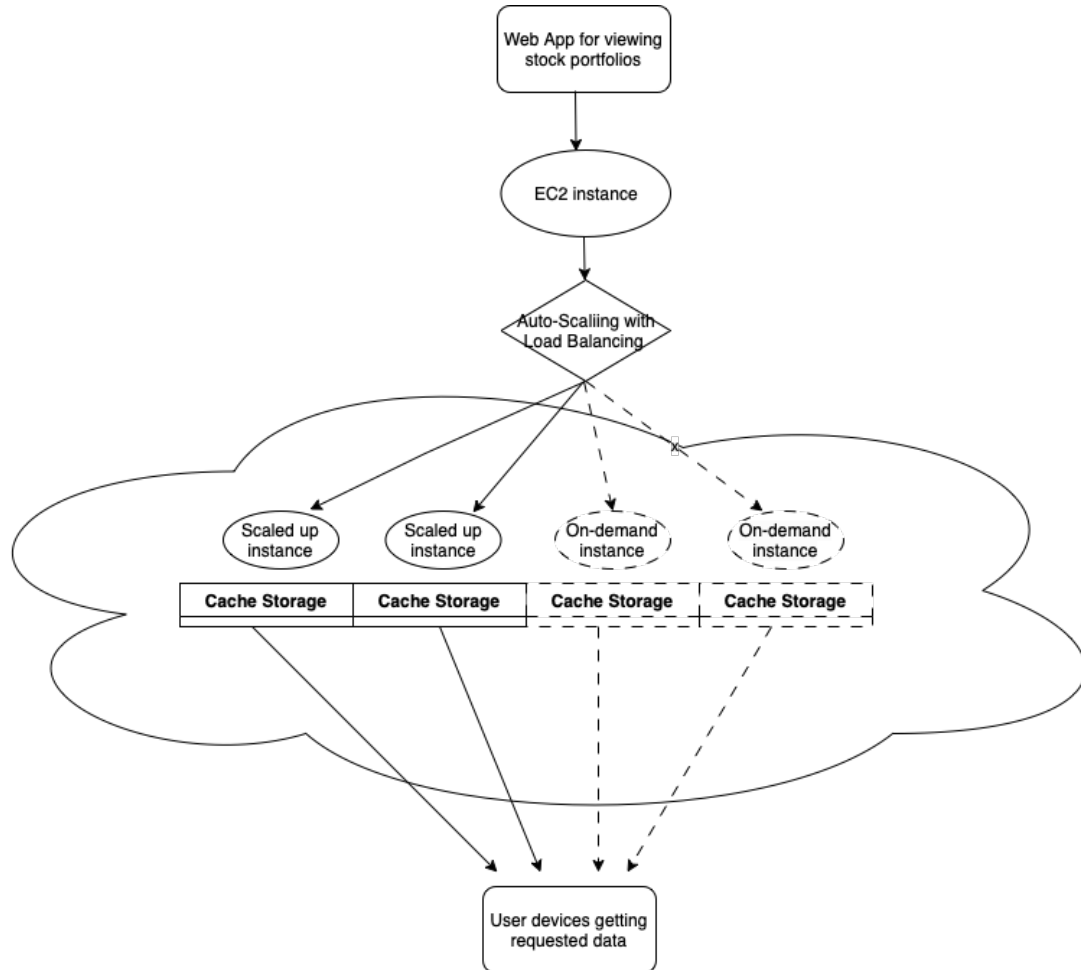 Web App for viewing
stock portfolios
EC2 instance
Auto-Scaliing with
Load Balancing
x
Scaled up
instance
Scaled up
instance
On-demand
instance
On-demand
instance
Cache Storage
Cache Storage
Cache Storage
Cache Storage
User devices getting
requested data